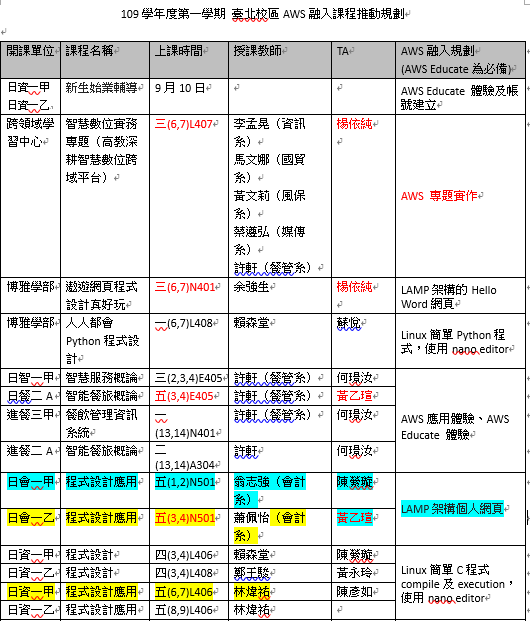 109 學年度第一學期 臺北校區 AWS 融入課程推動規劃
開課單位 課程名稱 上課時間 授課教師 TA AWS 融入規劃
(AWS Educate 為必備)
日資一甲
日資一乙
新生始業輔導
9 月 10 日
AWS Educate 體驗及帳
號建立
跨領域學
習中心
智慧數位實務
專題（高教深
耕智慧數位跨
域平台）
三(6,7)L407
李孟晃（資訊
系）
馬文娜（國貿
系）
黃文莉（風保
系）
蔡遵弘（媒傳
系）
許軒（餐管系）
楊依純
AWS 專題實作
博雅學部
遨遊網頁程式
設計真好玩
三(6,7)N401
余強生
楊依純
LAMP 架構的 Hello
Word 網頁
博雅學部
人人都會
Python 程式設
計
一(6,7)L408
賴森堂
蘇悅
Linux 簡單 Python 程
式，使用 nano editor
日智一甲 智慧服務概論 三(2,3,4)E405 許軒（餐管系） 何璟汝
日餐二 A 智能餐旅概論 五(3,4)E405 許軒（餐管系） 黃乙瑄
進餐三甲
餐飲管理資訊
系統
一
(13,14)N401
許軒（餐管系）
何璟汝
進餐二 A
智能餐旅概論
二
(13,14)A304
許軒
何璟汝
AWS 應用體驗、AWS
Educate 體驗
日會一甲
程式設計應用
五(1,2)N501
翁志強（會計
系）
陳榮璇
日會一乙
程式設計應用
五(3,4)N501
蕭佩怡（會計
系）
黃乙瑄
LAMP 架構個人網頁
日資一甲 程式設計 四(3,4)L406 賴森堂 陳榮璇
日資一乙 程式設計 四(3,4)L408 鄭王駿 黃永玲
日資一甲 程式設計應用 五(6,7)L406 林煒祐 陳彥如
日資一乙 程式設計應用 五(8,9)L406 林煒祐
Linux 簡單 C 程式
compile 及 execution，
使用 nano editor